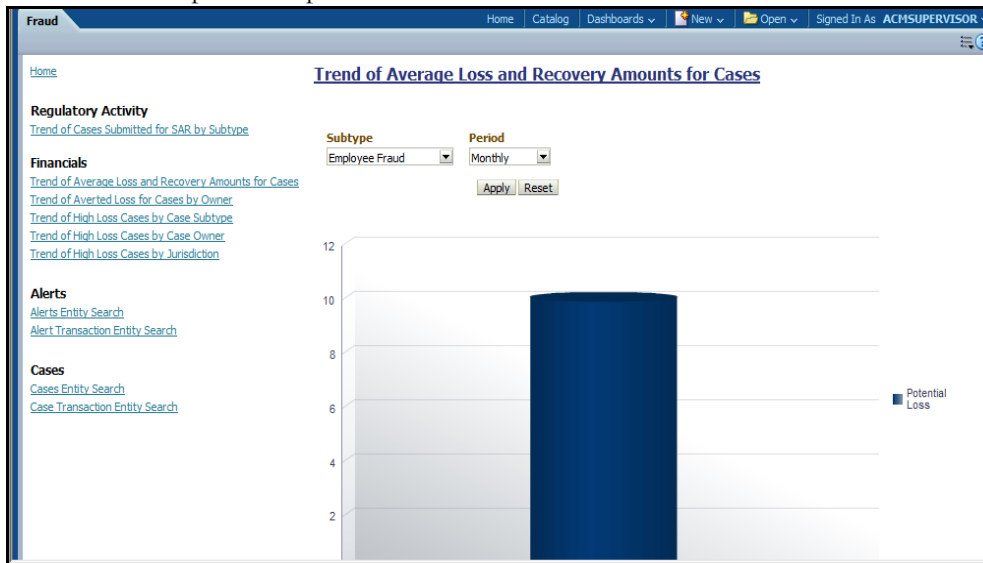 Fraud
Home Catalog Dashboards New Open Signed In As ACMSUPERVISOR
Home
Trend of Average Loss and Recovery Amounts for Cases
Regulatory Activity
Trend of Cases Submitted for SAR by Subtype
Subtype Period
Employee Fraud Monthly
Apply Reset
Financials
Trend of Average Loss and Recovery Amounts for Cases
Trend of Averted Loss for Cases by Owner
Trend of High Loss Cases by Case Subtype
Trend of High Loss Cases by Case Owner
Trend of High Loss Cases by Jurisdiction
Alerts
Alerts Entity Search
Alert Transaction Entity Search
Cases
Cases Entity Search
Case Transaction Entity Search
12
10
8
6
4
2
Potential
Loss